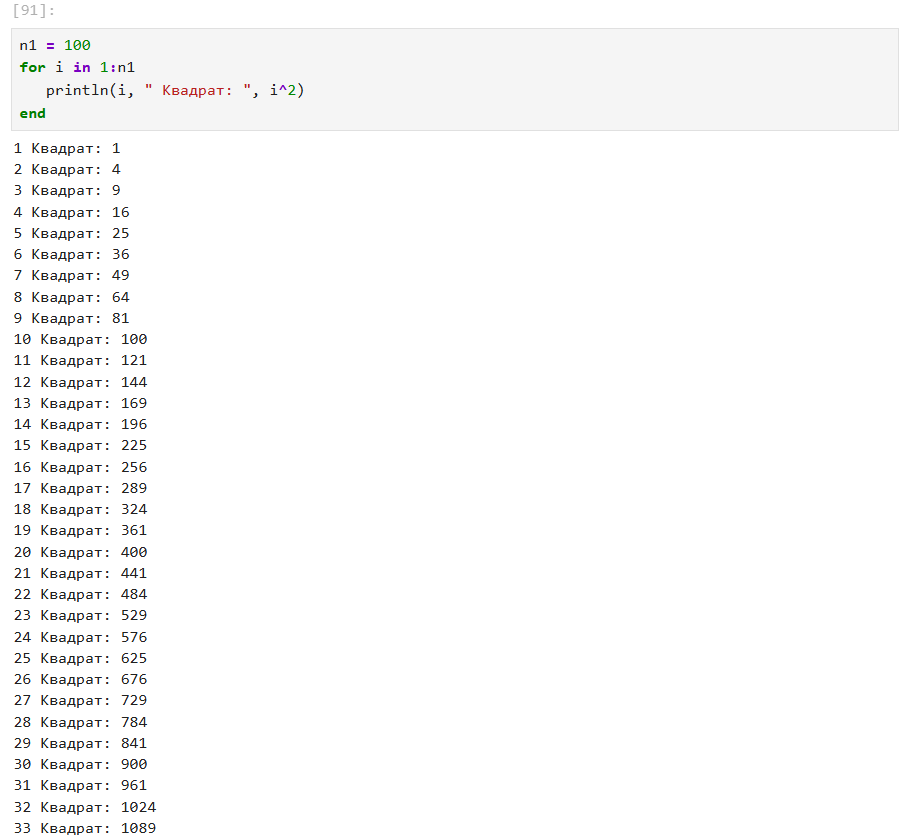 [91]:
n1 = 100
for i in 1:n1
   println(i, " Квадрат: ", i^2)
end
1 Квадрат: 1
2 Квадрат: 4
3 Квадрат: 9
4 Квадрат: 16
5 Квадрат: 25
6 Квадрат: 36
7 Квадрат: 49
8 Квадрат: 64
9 Квадрат: 81
10 Квадрат: 100
11 Квадрат: 121
12 Квадрат: 144
13 Квадрат: 169
14 Квадрат: 196
15 Квадрат: 225
16 Квадрат: 256
17 Квадрат: 289
18 Квадрат: 324
19 Квадрат: 361
20 Квадрат: 400
21 Квадрат: 441
22 Квадрат: 484
23 Квадрат: 529
24 Квадрат: 576
25 Квадрат: 625
26 Квадрат: 676
27 Квадрат: 729
28 Квадрат: 784
29 Квадрат: 841
30 Квадрат: 900
31 Квадрат: 961
32 Квадрат: 1024
33 Квадрат: 1089